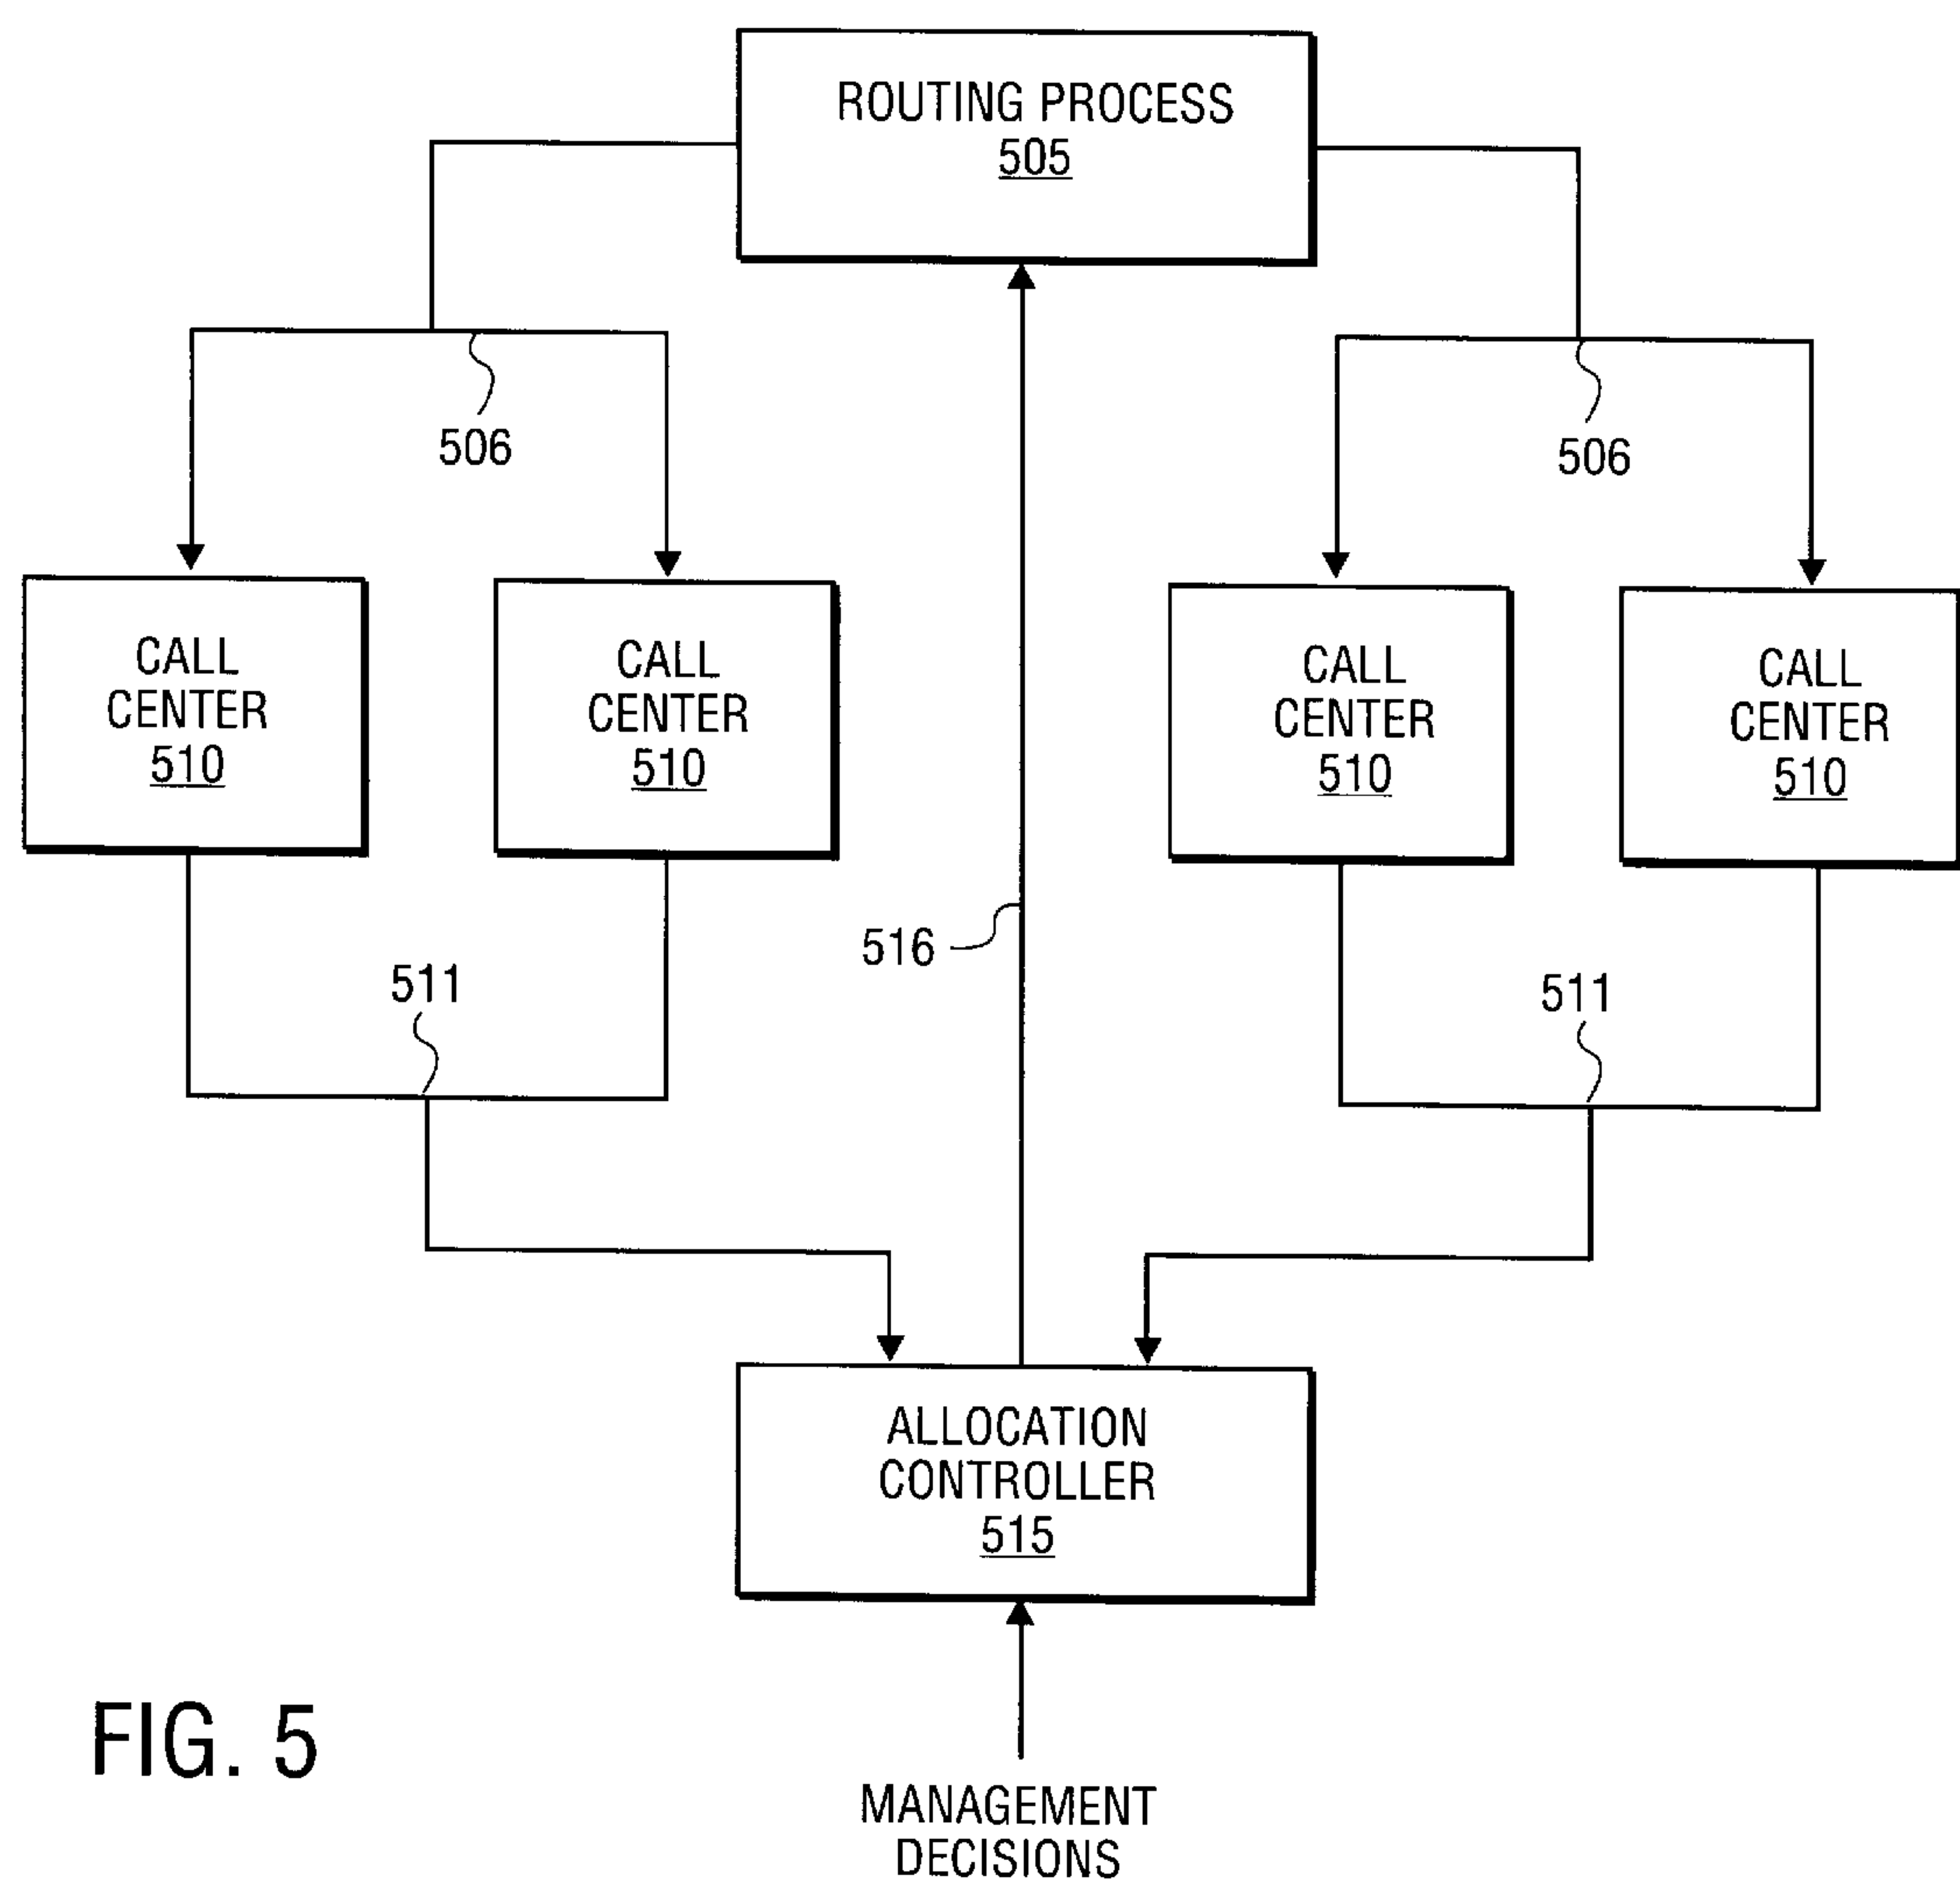 ROUTING PROCESS
505
506
506
CALL
CENTER
510
CALL
CENTER
510
CALL
CENTER
510
CALL
CENTER
510
516
511
511
ALLOCATION
CONTROLLER
515
FIG. 5
MANAGEMENT
DECISIONS